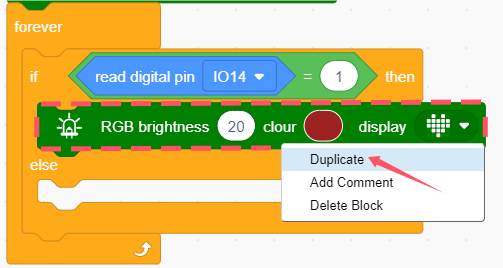 forever
if read digital pin IO14 = 1 then
RGB brightness 20 clour display
else
Duplicate
Add Comment
Delete Block